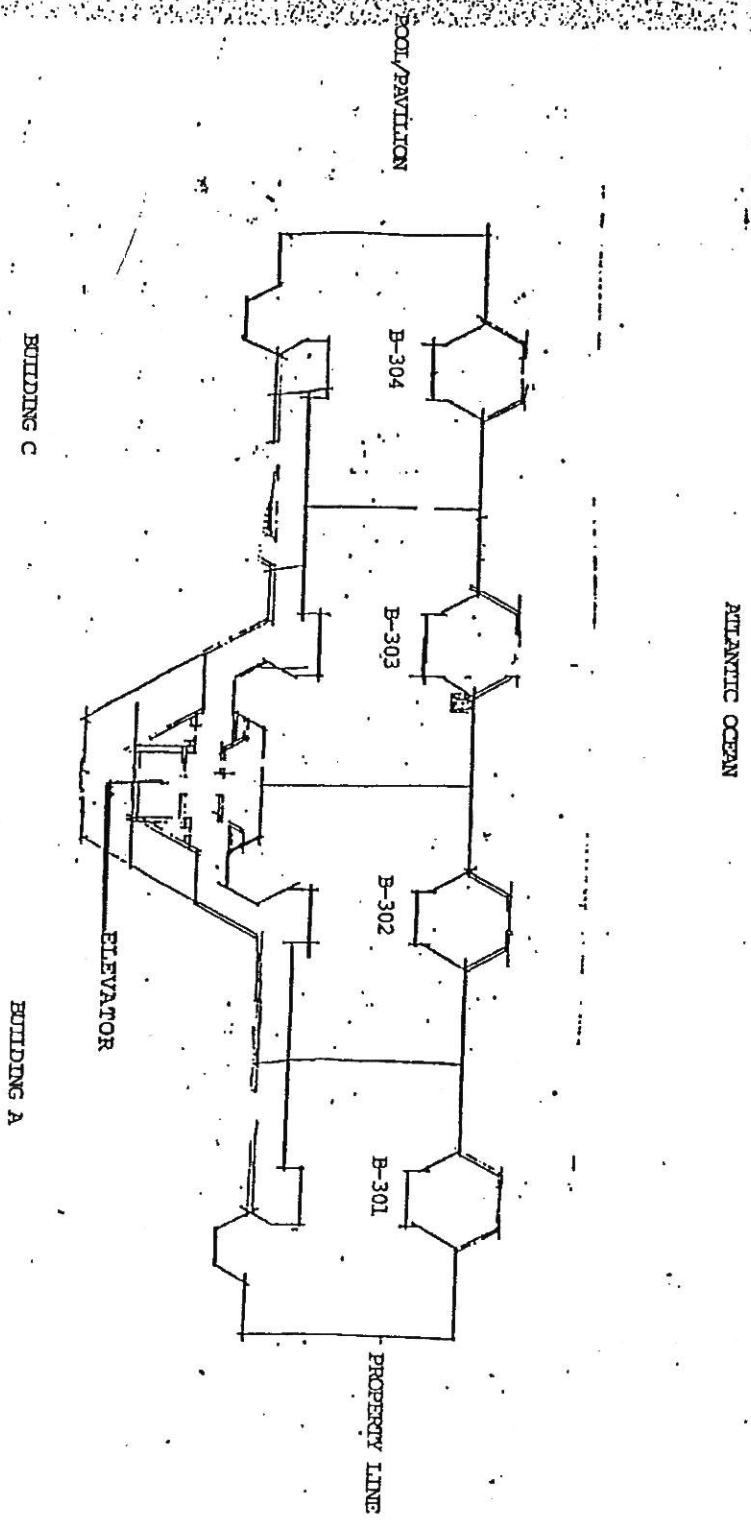 ATLANTIC OCEAN
POOL/PAVILION
B-304
B-303
B-302
B-301
PROPERTY LINE
ELEVATOR
BUILDING C
BUILDING A